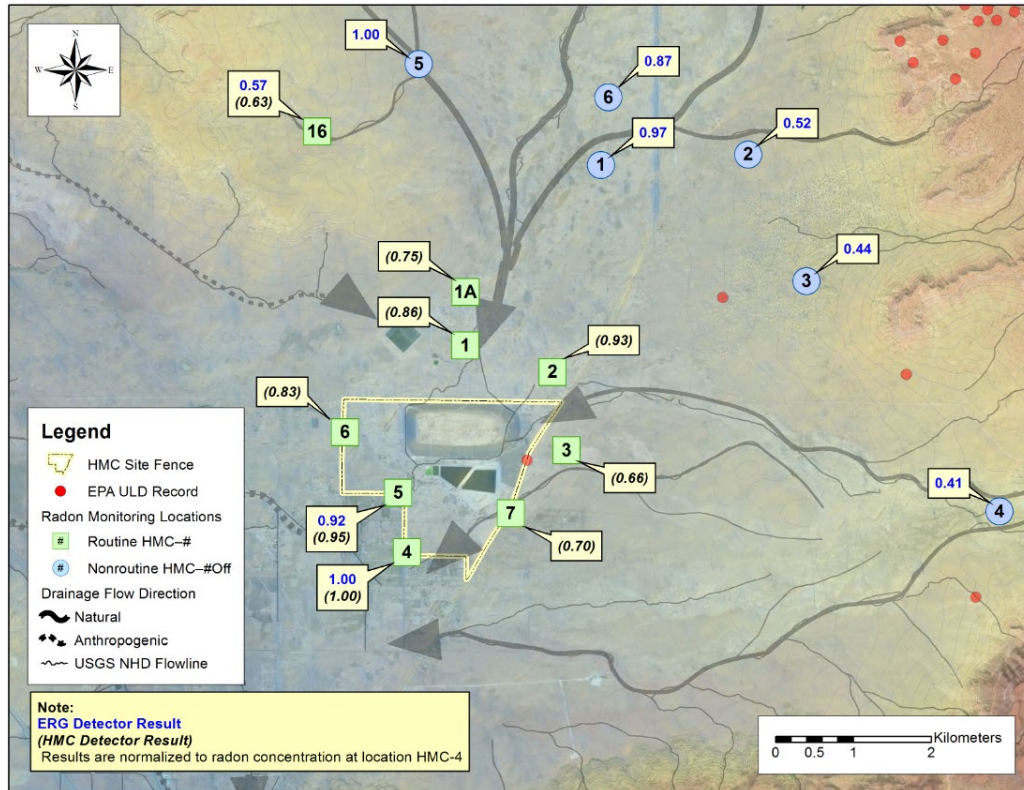 N
W
E
S
1.00
5
0.87
6
0.57
(0.63)
16
0.97
1
0.52
2
0.44
3
(0.75)
1A
(0.86)
1
(0.93)
2
(0.83)
6
3
(0.66)
5
0.92
(0.95)
7
(0.70)
4
1.00
(1.00)
0.41
4
Legend
HMC Site Fence
EPA ULD Record
Radon Monitoring Locations
# Routine HMC–#
# Nonroutine HMC–#Off
Drainage Flow Direction
Natural
Anthropogenic
USGS NHD Flowline
Note:
ERG Detector Result
(HMC Detector Result)
Results are normalized to radon concentration at location HMC-4
Kilometers
0 0.5 1 2